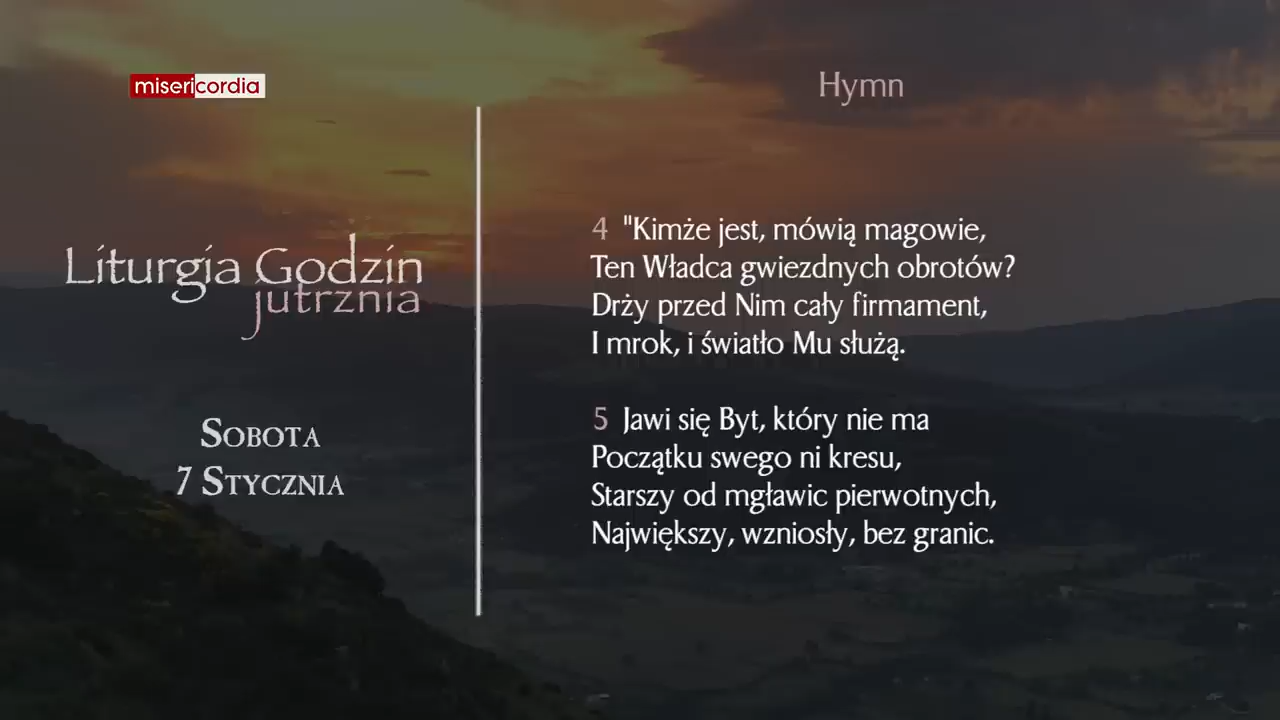 misericordia
Liturgia Godzin
jutrznia
Sobota
7 Stycznia
Hymn
4 "Kimże jest, mówią magowie,
Ten Władca gwiezdnych obrotów?
Drży przed Nim cały firmament,
I mrok, i światło Mu służą.
5 Jawi się Byt, który nie ma
Początku swego ni kresu,
Starszy od mgławic pierwotnych,
Największy, wzniosły, bez granic.